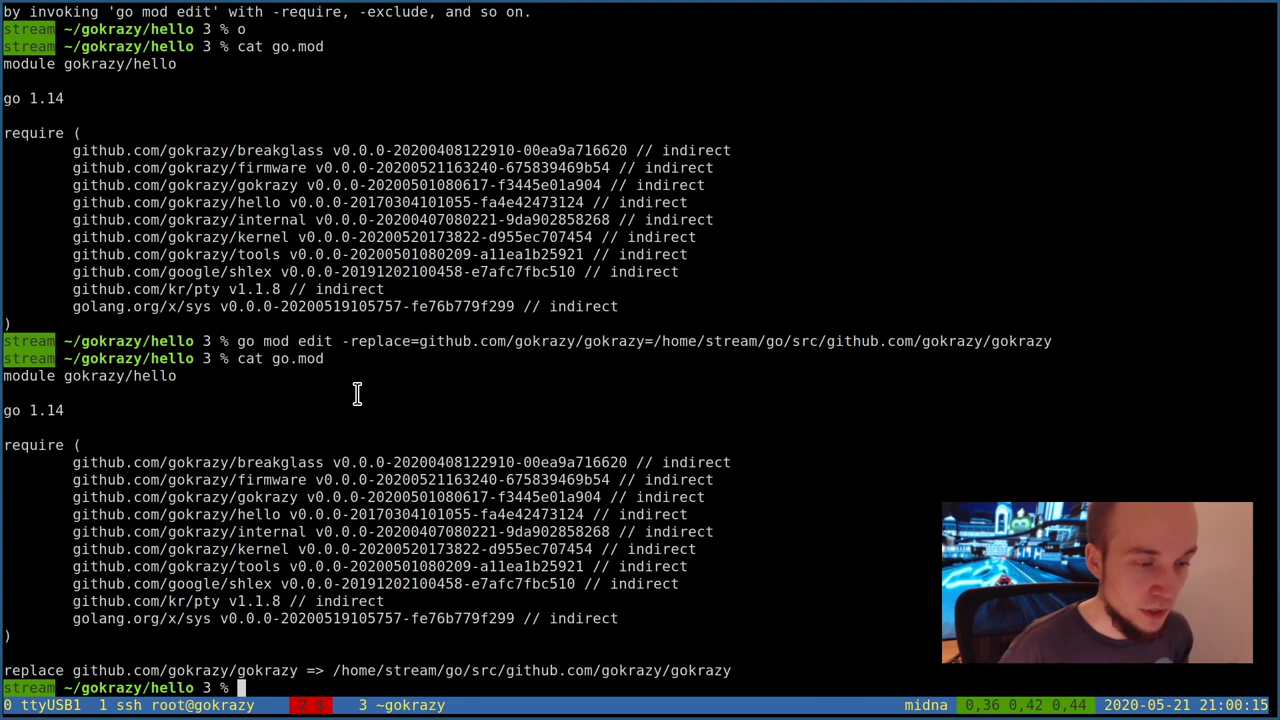 by invoking 'go mod edit' with -require, -exclude, and so on.
stream ~/gokrazy/hello 3 % o
stream ~/gokrazy/hello 3 % cat go.mod
module gokrazy/hello
go 1.14
require (
github.com/gokrazy/breakglass v0.0.0-20200408122910-00ea9a716620 // indirect
github.com/gokrazy/firmware v0.0.0-20200521163240-675839469b54 // indirect
github.com/gokrazy/gokrazy v0.0.0-20200501080617-f3445e01a904 // indirect
github.com/gokrazy/hello v0.0.0-20170304101055-fa4e42473124 // indirect
github.com/gokrazy/internal v0.0.0-20200407080221-9da902858268 // indirect
github.com/gokrazy/kernel v0.0.0-20200520173822-d955ec707454 // indirect
github.com/gokrazy/tools v0.0.0-20200501080209-a11ea1b25921 // indirect
github.com/google/shlex v0.0.0-20191202100458-e7afc7fbc510 // indirect
github.com/kr/pty v1.1.8 // indirect
golang.org/x/sys v0.0.0-20200519105757-fe76b779f299 // indirect
)
stream ~/gokrazy/hello 3 % go mod edit -replace=github.com/gokrazy/gokrazy=/home/stream/go/src/github.com/gokrazy/gokrazy
stream ~/gokrazy/hello 3 % cat go.mod
module gokrazy/hello
go 1.14
require (
github.com/gokrazy/breakglass v0.0.0-20200408122910-00ea9a716620 // indirect
github.com/gokrazy/firmware v0.0.0-20200521163240-675839469b54 // indirect
github.com/gokrazy/gokrazy v0.0.0-20200501080617-f3445e01a904 // indirect
github.com/gokrazy/hello v0.0.0-20170304101055-fa4e42473124 // indirect
github.com/gokrazy/internal v0.0.0-20200407080221-9da902858268 // indirect
github.com/gokrazy/kernel v0.0.0-20200520173822-d955ec707454 // indirect
github.com/gokrazy/tools v0.0.0-20200501080209-a11ea1b25921 // indirect
github.com/google/shlex v0.0.0-20191202100458-e7afc7fbc510 // indirect
github.com/kr/pty v1.1.8 // indirect
golang.org/x/sys v0.0.0-20200519105757-fe76b779f299 // indirect
)
replace github.com/gokrazy/gokrazy => /home/stream/go/src/github.com/gokrazy/gokrazy
stream ~/gokrazy/hello 3 %
0 ttyUSB1 1 ssh root@gokrazy 2 % 3 ~gokrazy midna 0,36 0,42 0,44 2020-05-21 21:00:15